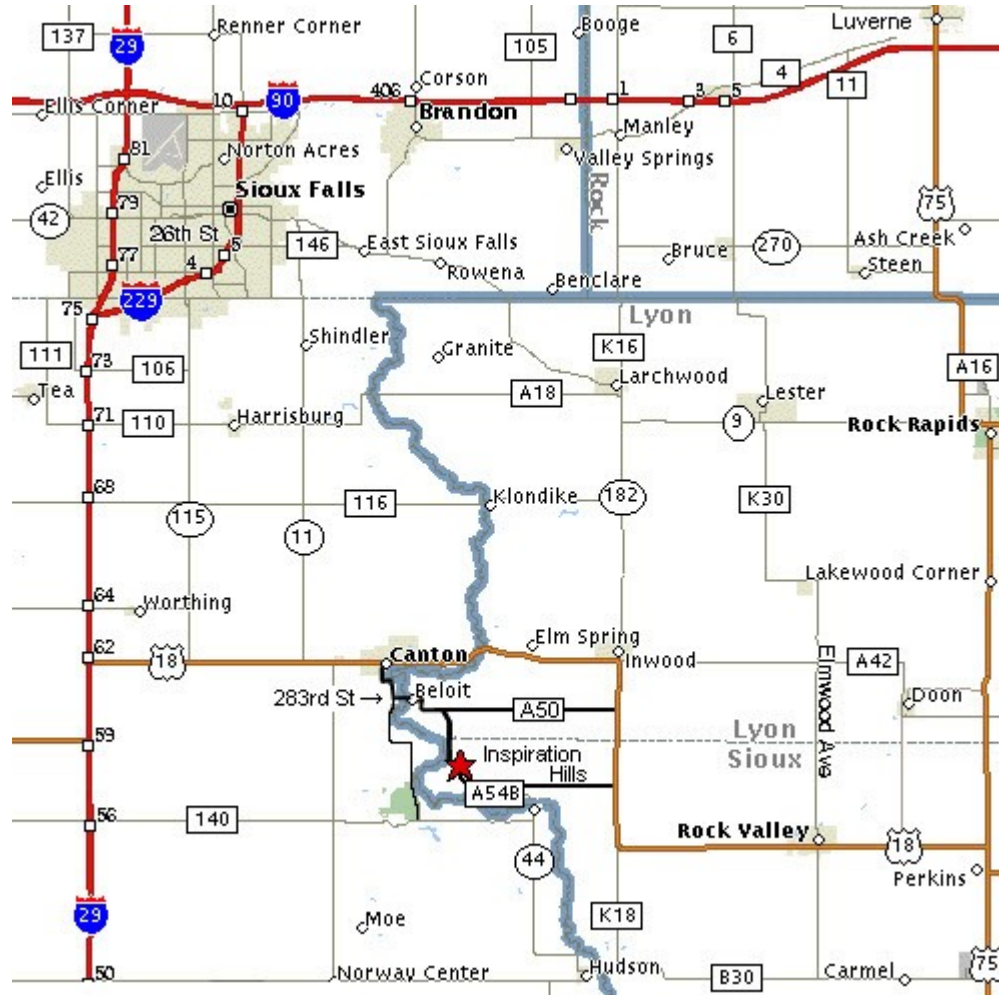 137
Renner Corner
29
Booge
6
Luverne
105
Corson
4
11
406
90
10
1
3
5
Ellis Corner
Brandon
Manley
81
Norton Acres
Valley Springs
Ellis
Sioux Falls
Rock
79
75
42
26th St
5
146
East Sioux Falls
Bruce
270
Ash Creek
77
4
Rowena
Steen
229
Benclare
75
Lyon
Shindler
111
73
106
Granite
K16
A16
Tea
Larchwood
A18
Lester
71
110
Harrisburg
9
Rock Rapids
68
116
Klondike
182
K30
115
11
64
Worthing
Lakewood Corner
62
18
Canton
Elm Spring
Inwood
A42
Elmwood Ave
283rd St →
Beloit
A50
Doon
59
Lyon
Sioux
Inspiration
Hills
A54B
56
140
Rock Valley
18
44
Perkins
29
Moe
K18
50
Norway Center
Hudson
B30
Carmel
75